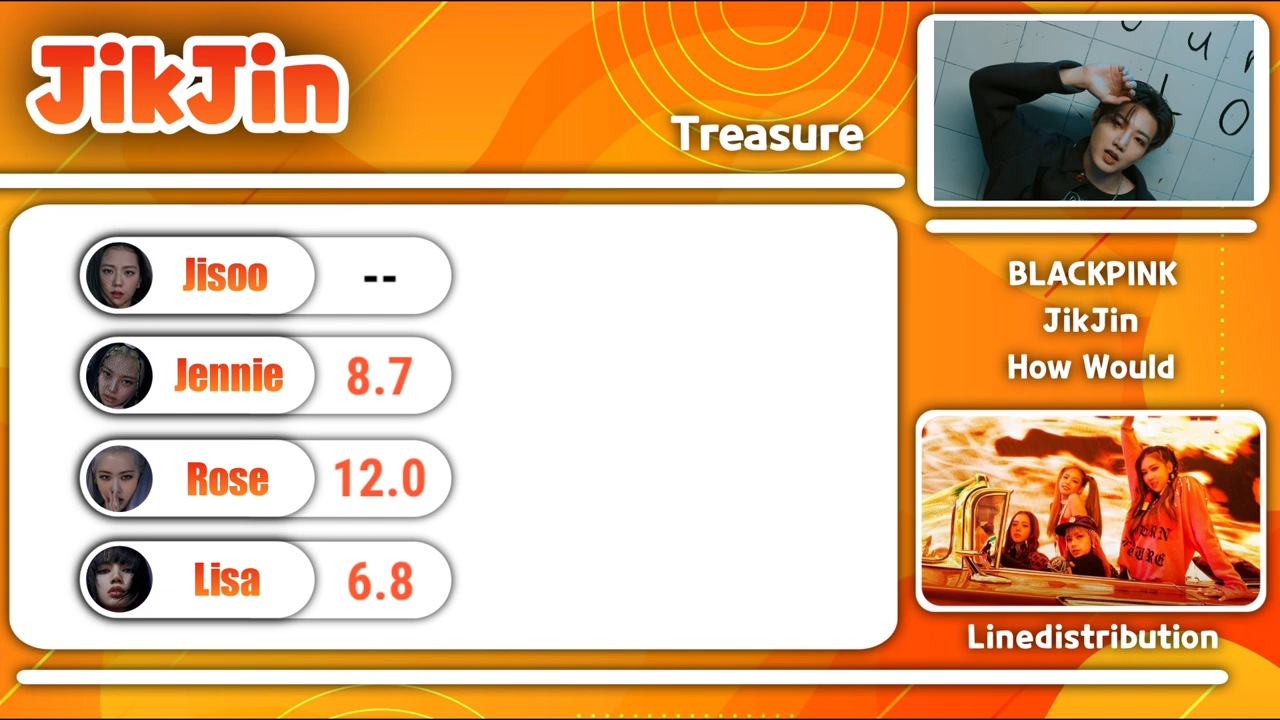 JikJin
Treasure
Jisoo
--
Jennie
8.7
Rose
12.0
Lisa
6.8
BLACKPINK
JikJin
How Would
Linedistribution